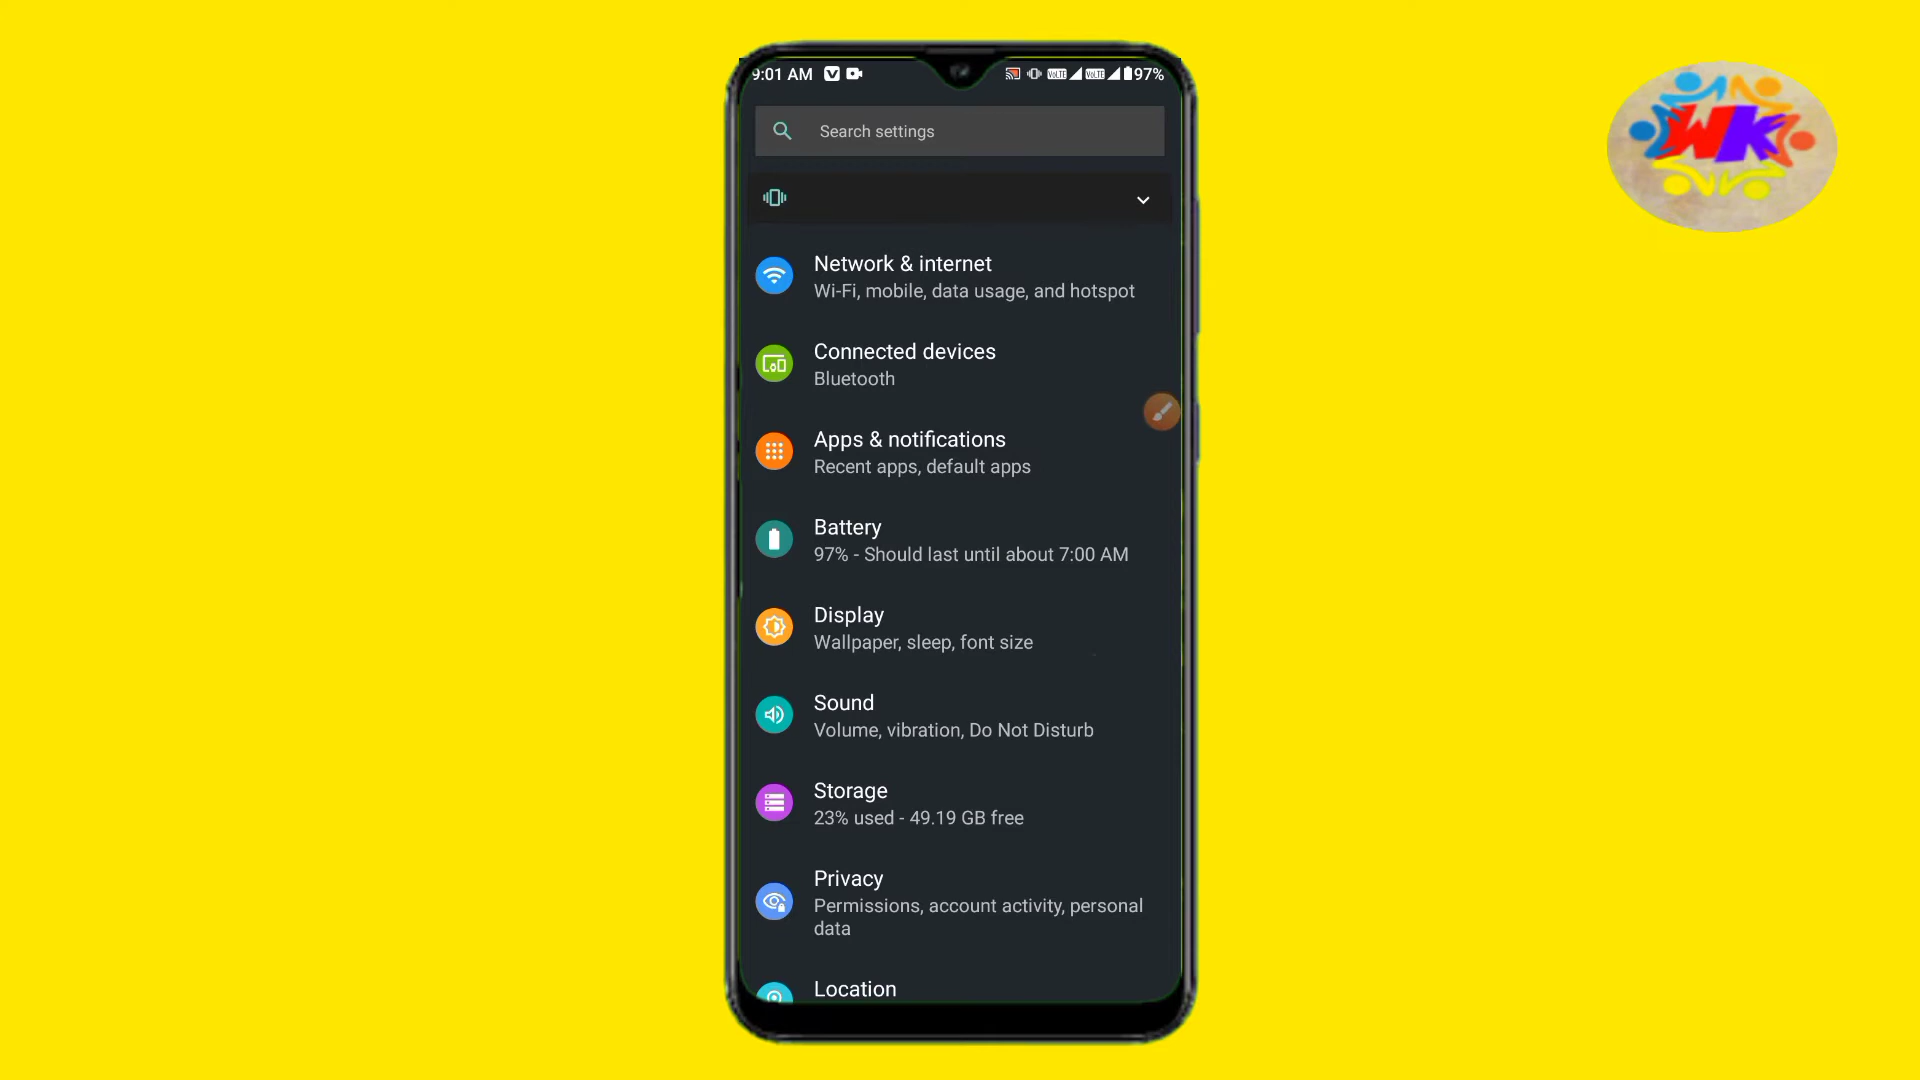 9:01 AM VoLTE VoLTE 97%
WK
Search settings
Network & internet
Wi-Fi, mobile, data usage, and hotspot
Connected devices
Bluetooth
Apps & notifications
Recent apps, default apps
Battery
97% - Should last until about 7:00 AM
Display
Wallpaper, sleep, font size
Sound
Volume, vibration, Do Not Disturb
Storage
23% used - 49.19 GB free
Privacy
Permissions, account activity, personal
data
Location